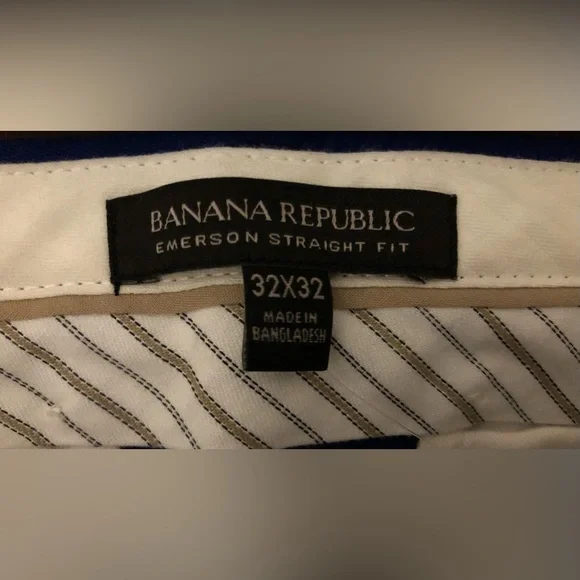 BANANA REPUBLIC
EMERSON STRAIGHT FIT
32X32
MADE IN
BANGLADESH